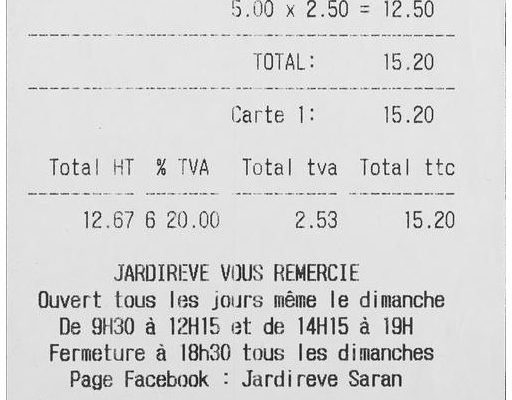 5.00 x 2.50 = 12.50
TOTAL: 15.20
Carte 1: 15.20
Total HT % TVA Total tva Total ttc
12.67 6 20.00 2.53 15.20
JARDIREVE VOUS REMERCIE
Ouvert tous les jours même le dimanche
De 9H30 à 12H15 et de 14H15 à 19H
Fermeture à 18h30 tous les dimanches
Page Facebook : Jardireve Saran